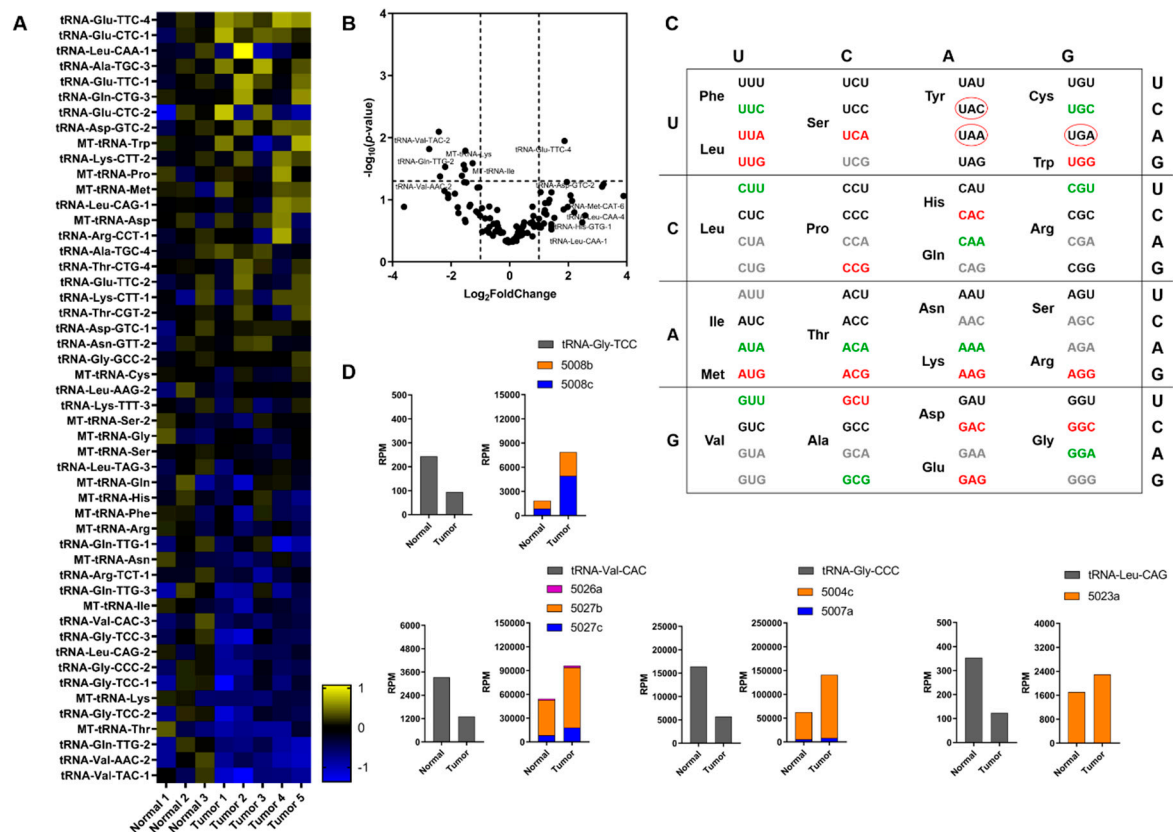 A
tRNA-Glu-TTC-4
tRNA-Glu-CTC-1
tRNA-Leu-CAA-1
tRNA-Ala-TGC-3
tRNA-Glu-TTC-1
tRNA-Gln-CTG-3
tRNA-Glu-CTC-2
tRNA-Asp-GTC-2
MT-tRNA-Trp
tRNA-Lys-CTT-2
MT-tRNA-Pro
MT-tRNA-Met
tRNA-Leu-CAG-1
MT-tRNA-Asp
tRNA-Arg-CCT-1
tRNA-Ala-TGC-4
tRNA-Thr-CTG-4
tRNA-Glu-TTC-2
tRNA-Lys-CTT-1
tRNA-Thr-CGT-2
tRNA-Asp-GTC-1
tRNA-Asn-GTT-2
tRNA-Gly-GCC-2
MT-tRNA-Cys
tRNA-Leu-AAG-2
tRNA-Lys-TTT-3
MT-tRNA-Ser-2
MT-tRNA-Gly
MT-tRNA-Ser
tRNA-Leu-TAG-3
MT-tRNA-Gln
MT-tRNA-His
MT-tRNA-Phe
MT-tRNA-Arg
tRNA-Gln-TTG-1
MT-tRNA-Asn
tRNA-Arg-TCT-1
tRNA-Gln-TTG-3
MT-tRNA-Ile
tRNA-Val-CAC-3
tRNA-Gly-TCC-3
tRNA-Leu-CAG-2
tRNA-Gly-CCC-2
tRNA-Gly-TCC-1
MT-tRNA-Lys
tRNA-Gly-TCC-2
MT-tRNA-Thr
tRNA-Gln-TTG-2
tRNA-Val-AAC-2
tRNA-Val-TAC-1
Normal 1
Normal 2
Normal 3
Tumor 1
Tumor 2
Tumor 3
Tumor 4
Tumor 5
1
0
-1
B
-log10(p-value)
4
3
2
1
0
tRNA-Val-TAC-2
tRNA-Glu-TTC-4
MT-tRNA-Lys
tRNA-Gln-TTG-2
MT-tRNA-Ile
tRNA-Val-AAC-2
tRNA-Asp-GTC-2
tRNA-Met-CAT-6
tRNA-Leu-CAA-4
tRNA-His-GTG-1
tRNA-Leu-CAA-1
-4 -2 0 2 4
Log2FoldChange
C
U C A G
UUU UCU UAU UGU U
Phe Tyr Cys
UUC UCC UAC UGC C
U Ser
UUA UCA UAA UGA A
Leu
UUG UCG UAG Trp UGG G
CUU CCU CAU CGU U
His
CUC CCC CAC CGC C
C Leu Pro Arg
CUA CCA CAA CGA A
Gln
CUG CCG CAG CGG G
AUU ACU AAU AGU U
Ile Asn Ser
AUC ACC AAC AGC C
A Thr
AUA ACA AAA AGA A
Lys Arg
Met AUG ACG AAG AGG G
GUU GCU GAU GGU U
Asp
GUC GCC GAC GGC C
G Val Ala Gly
GUA GCA GAA GGA A
Glu
GUG GCG GAG GGG G
D
tRNA-Gly-TCC
5008b
5008c
RPM
500
400
300
200
100
0
Normal Tumor
RPM
15000
12000
9000
6000
3000
0
Normal Tumor
tRNA-Val-CAC
5026a
5027b
5027c
RPM
6000
4800
3600
2400
1200
0
Normal Tumor
RPM
150000
120000
90000
60000
30000
0
Normal Tumor
tRNA-Gly-CCC
5004c
5007a
RPM
25000
20000
15000
10000
5000
0
Normal Tumor
RPM
250000
200000
150000
100000
50000
0
Normal Tumor
tRNA-Leu-CAG
5023a
RPM
500
400
300
200
100
0
Normal Tumor
RPM
4000
3200
2400
1600
800
0
Normal Tumor